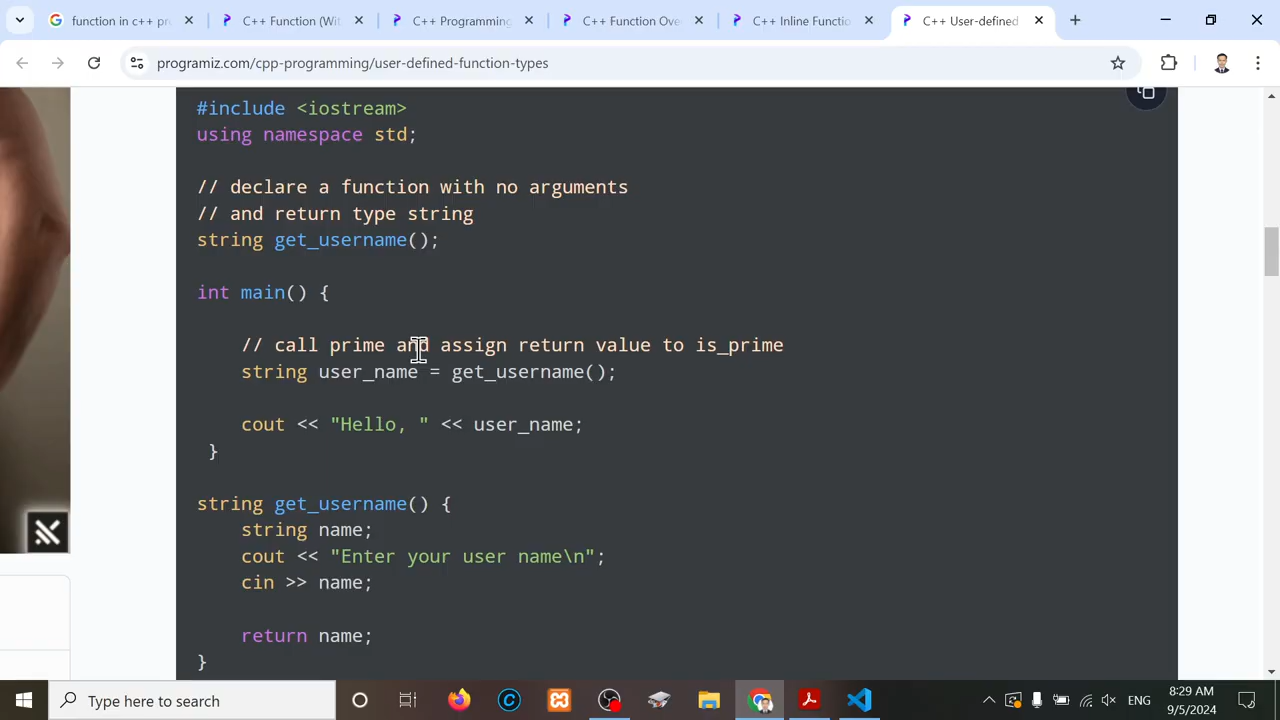 function in c++ pr
C++ Function (Wit
C++ Programming
C++ Function Ove
C++ Inline Functio
C++ User-defined
programiz.com/cpp-programming/user-defined-function-types
#include <iostream>
using namespace std;
// declare a function with no arguments
// and return type string
string get_username();
int main() {
// call prime and assign return value to is_prime
string user_name = get_username();
cout << "Hello, " << user_name;
}
string get_username() {
string name;
cout << "Enter your user name\n";
cin >> name;
return name;
}
Type here to search
ENG
8:29 AM
9/5/2024